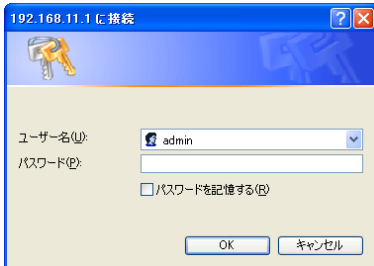 192.168.11.1 に接続
ユーザー名(U):
admin
パスワード(P):
パスワードを記憶する(R)
OK
キャンセル